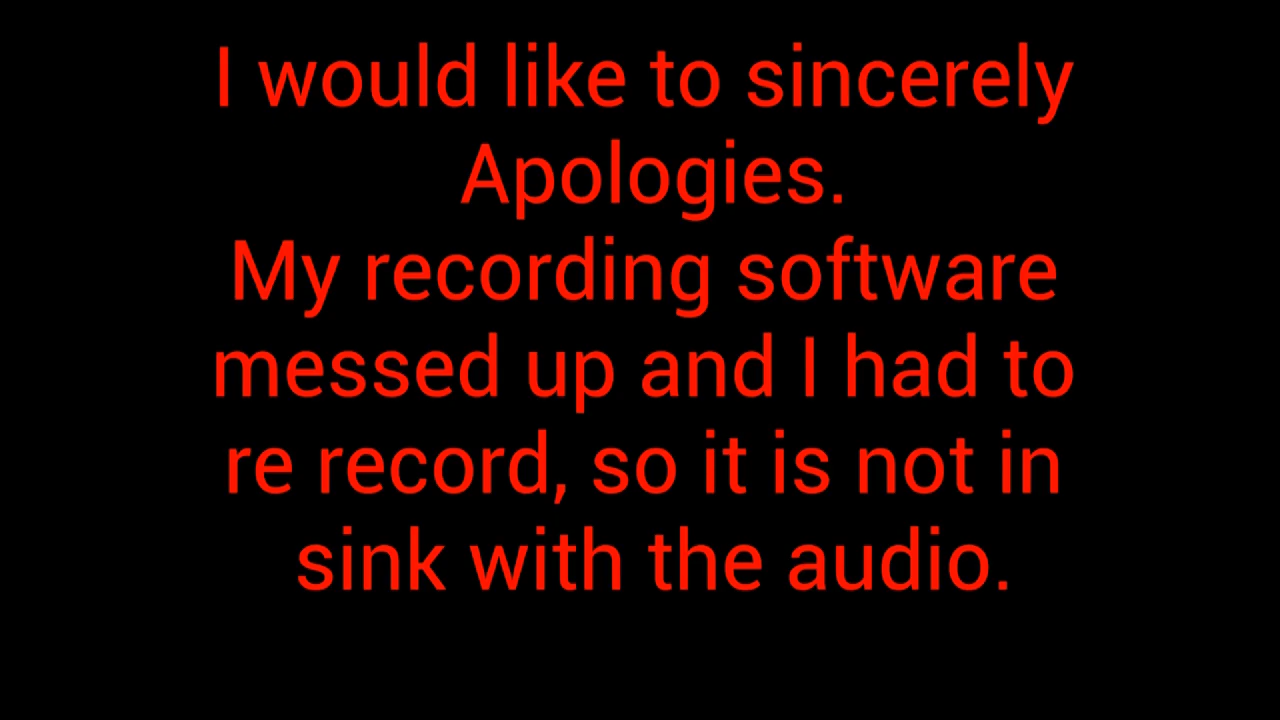 I would like to sincerely
Apologies.
My recording software
messed up and I had to
re record, so it is not in
sink with the audio.